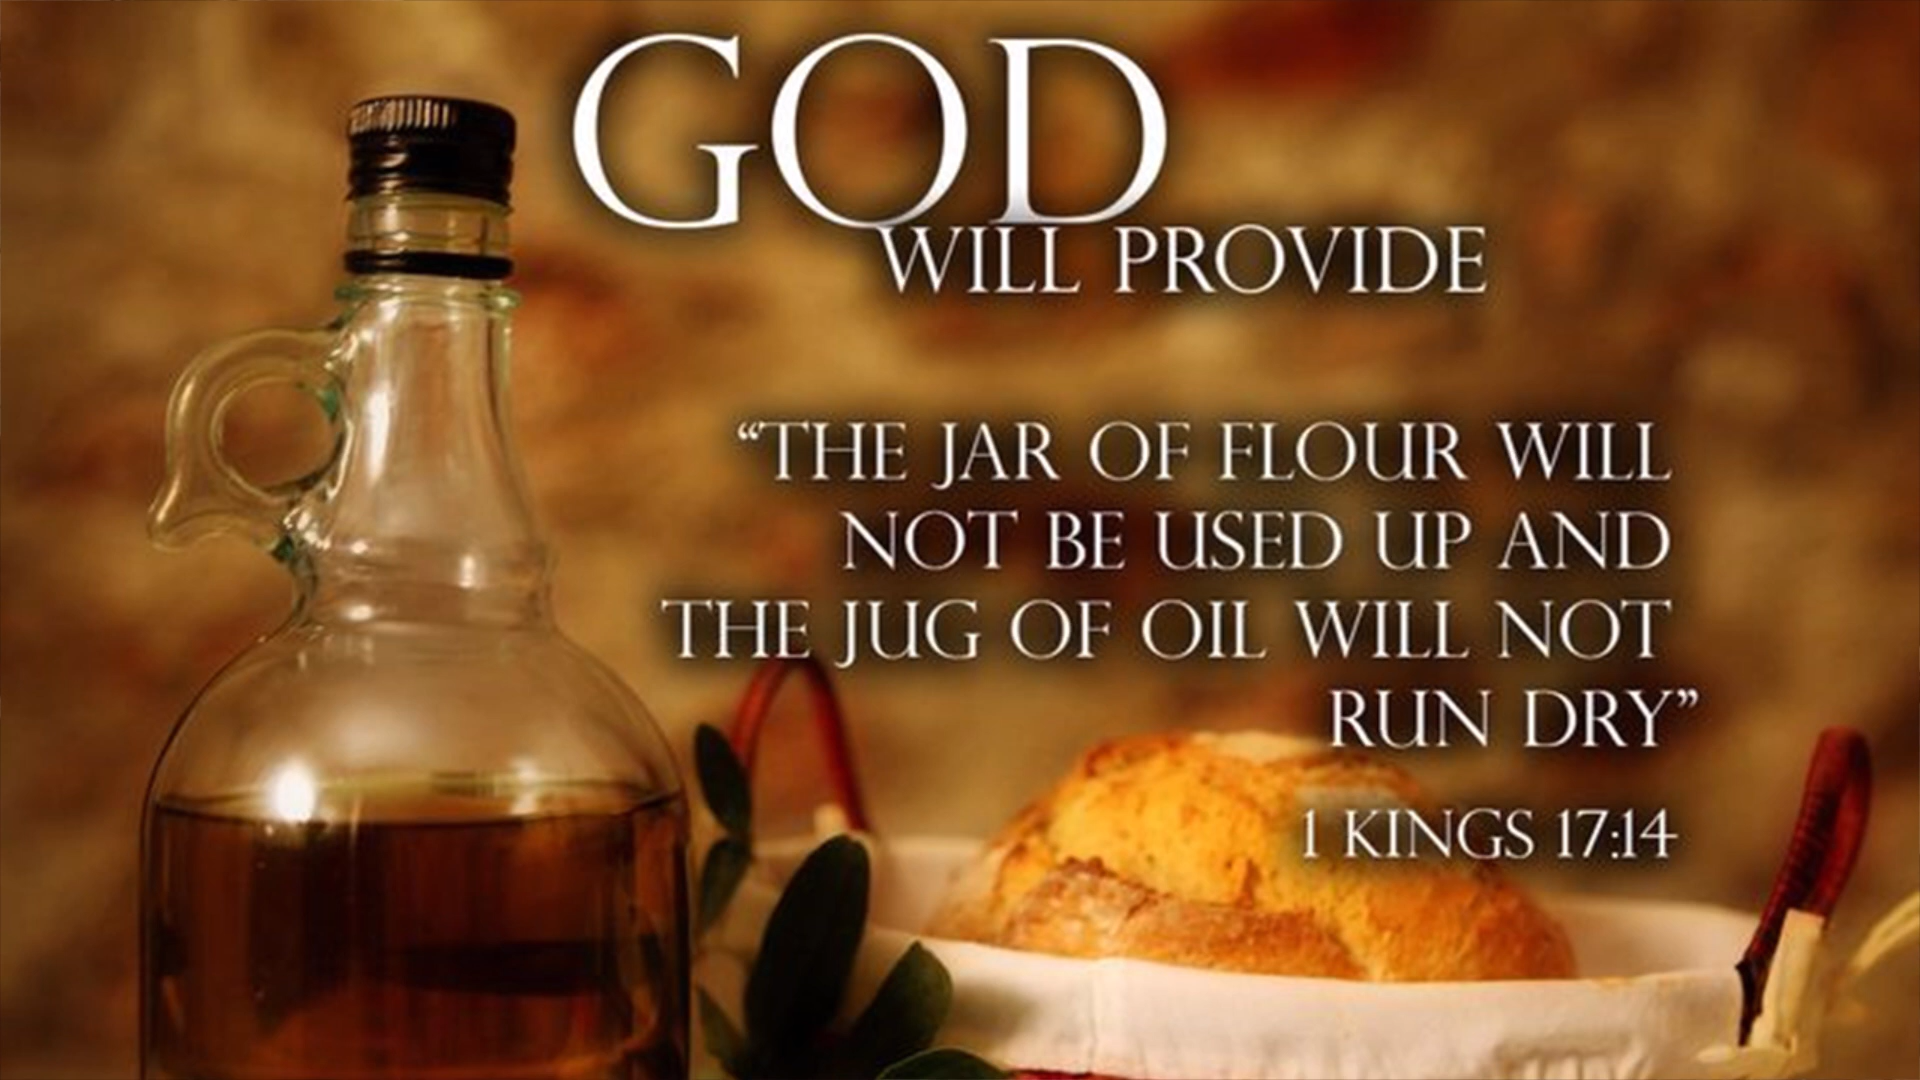 GOD
WILL PROVIDE
“THE JAR OF FLOUR WILL
NOT BE USED UP AND
THE JUG OF OIL WILL NOT
RUN DRY”
1 KINGS 17:14